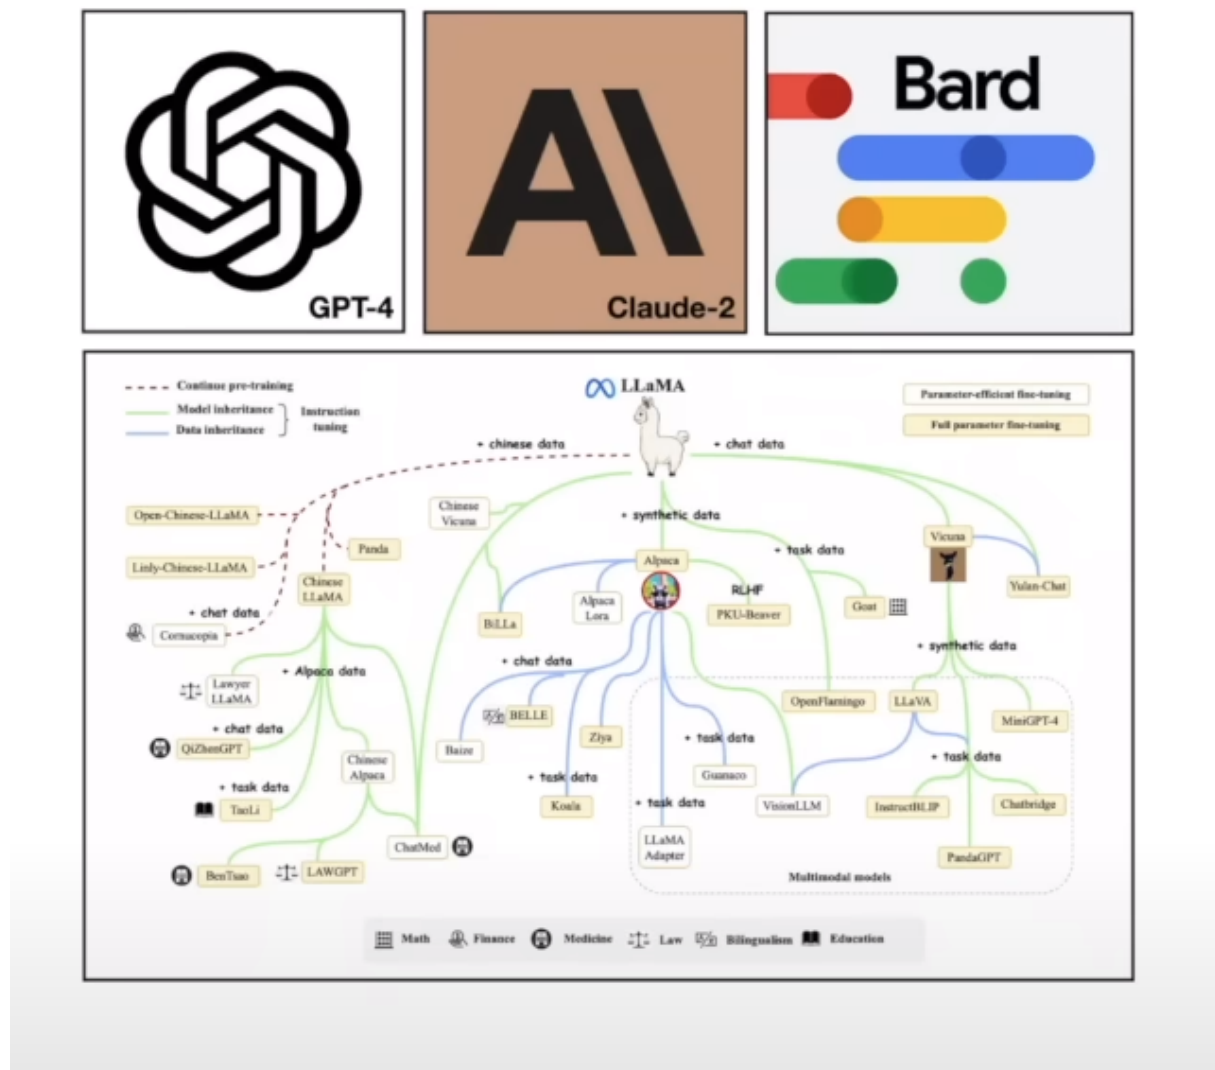 GPT-4
Claude-2
Bard
Continue pre-training
Model inheritance
Data inheritance
Instruction
tuning
LLaMA
Parameter-efficient fine-tuning
Full parameter fine-tuning
+ chinese data
+ chat data
Chinese
Vicuna
+ synthetic data
Open-Chinese-LLaMA
Panda
Linly-Chinese-LLaMA
Chinese
LLaMA
Alpaca
+ task data
Vicuna
Yulan-Chat
RLHF
PKU-Beaver
Goat
Alpaca
Lora
BiLLa
+ chat data
Cornucopia
+ Alpaca data
+ chat data
+ synthetic data
Lawyer
LLaMA
OpenFlamingo
LLaVA
MiniGPT-4
+ chat data
QiZhenGPT
BELLE
Baize
Ziya
+ task data
Guanaco
+ task data
Chinese
Alpaca
+ task data
TaoLi
+ task data
Koala
+ task data
VisionLLM
InstructBLIP
Chatbridge
ChatMed
LLaMA
Adapter
PandaGPT
BenTsao
LAWGPT
Multimodal models
Math
Finance
Medicine
Law
Bilingualism
Education